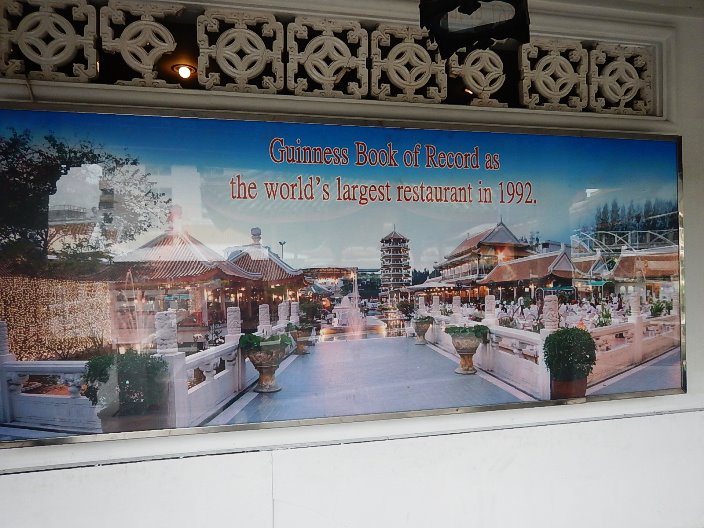 Guinness Book of Record as
the world's largest restaurant in 1992.